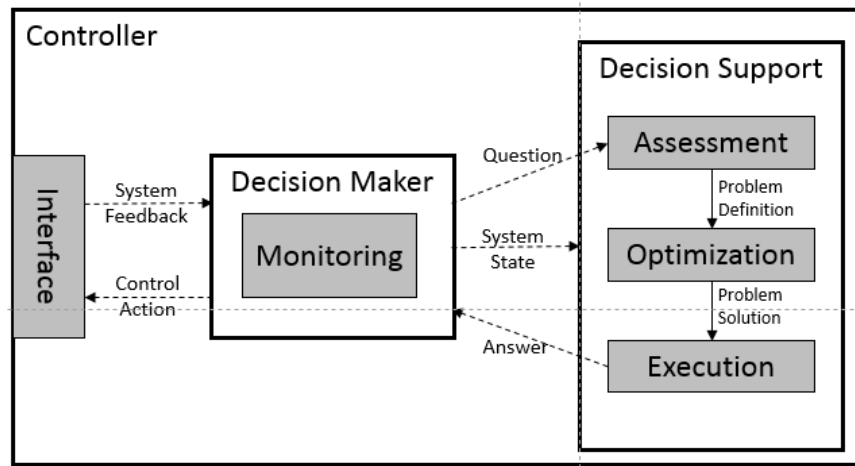 Controller
Decision Support
Assessment
Question
Problem
Definition
Decision Maker
Interface
System
Feedback
Monitoring
System
State
Optimization
Control
Action
Problem
Solution
Answer
Execution